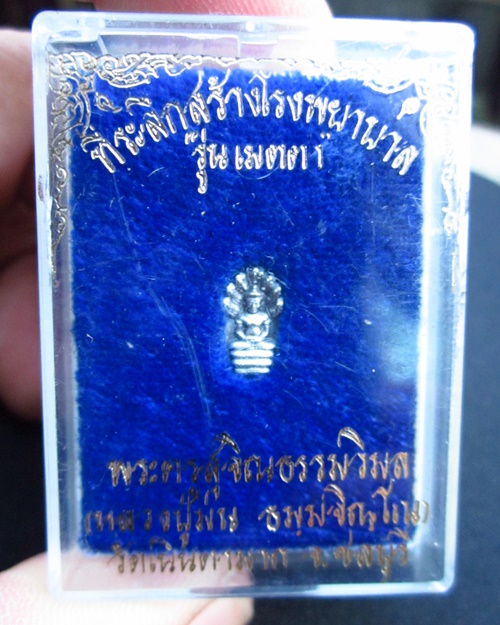 ที่ระลึกสร้างโรงพยาบาล
รุ่นเมตตา
พระครูสุจิณธรรมวิมล
(หลวงปู่ม่น ธมฺมจิณฺโณ)
วัดเนินตามาก จ.ชลบุรี